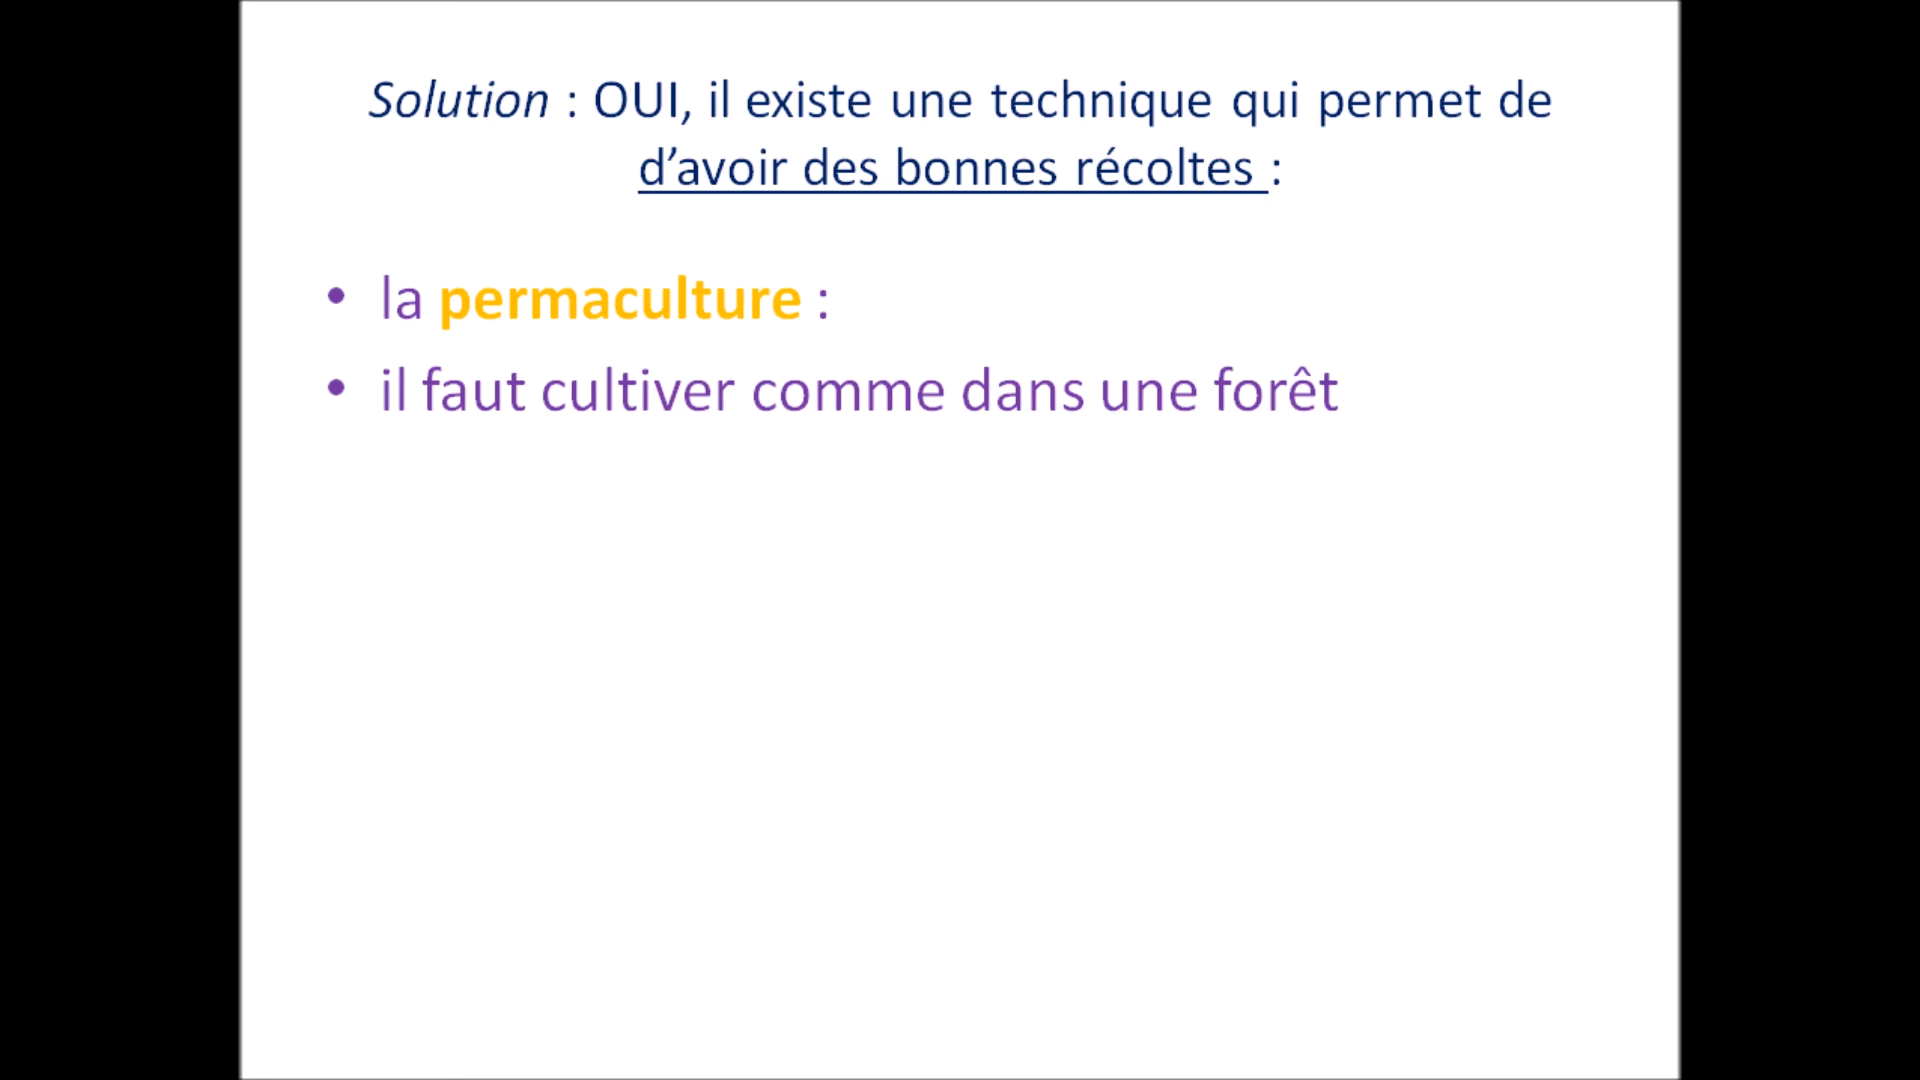 Solution : OUI, il existe une technique qui permet de
d’avoir des bonnes récoltes :
• la permaculture :
• il faut cultiver comme dans une forêt